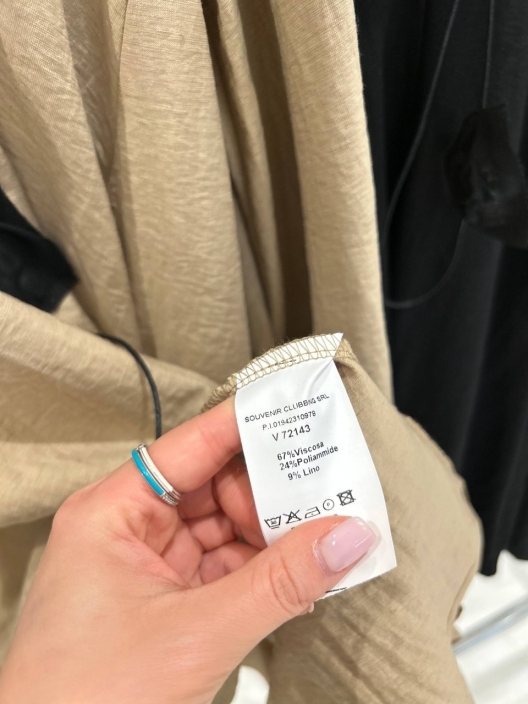 SOUVENIR CLUBBING SRL
P.I.01942310978
V 72143
67%Viscosa
24%Poliammide
9% Lino